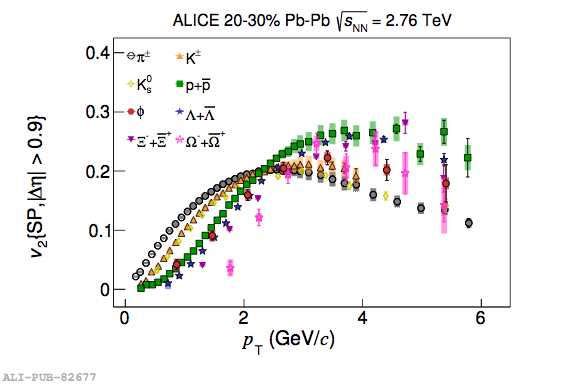 ALICE 20-30% Pb-Pb √sNN = 2.76 TeV
0.4
π± K±
K0s p+p̅
0.3
ϕ Λ+Λ̅
Ξ-+Ξ̅+ Ω-+Ω̅+
0.2
0.1
0
v2{SP,|Δη| > 0.9}
0 2 4 6
pT (GeV/c)
ALI-PUB-82677